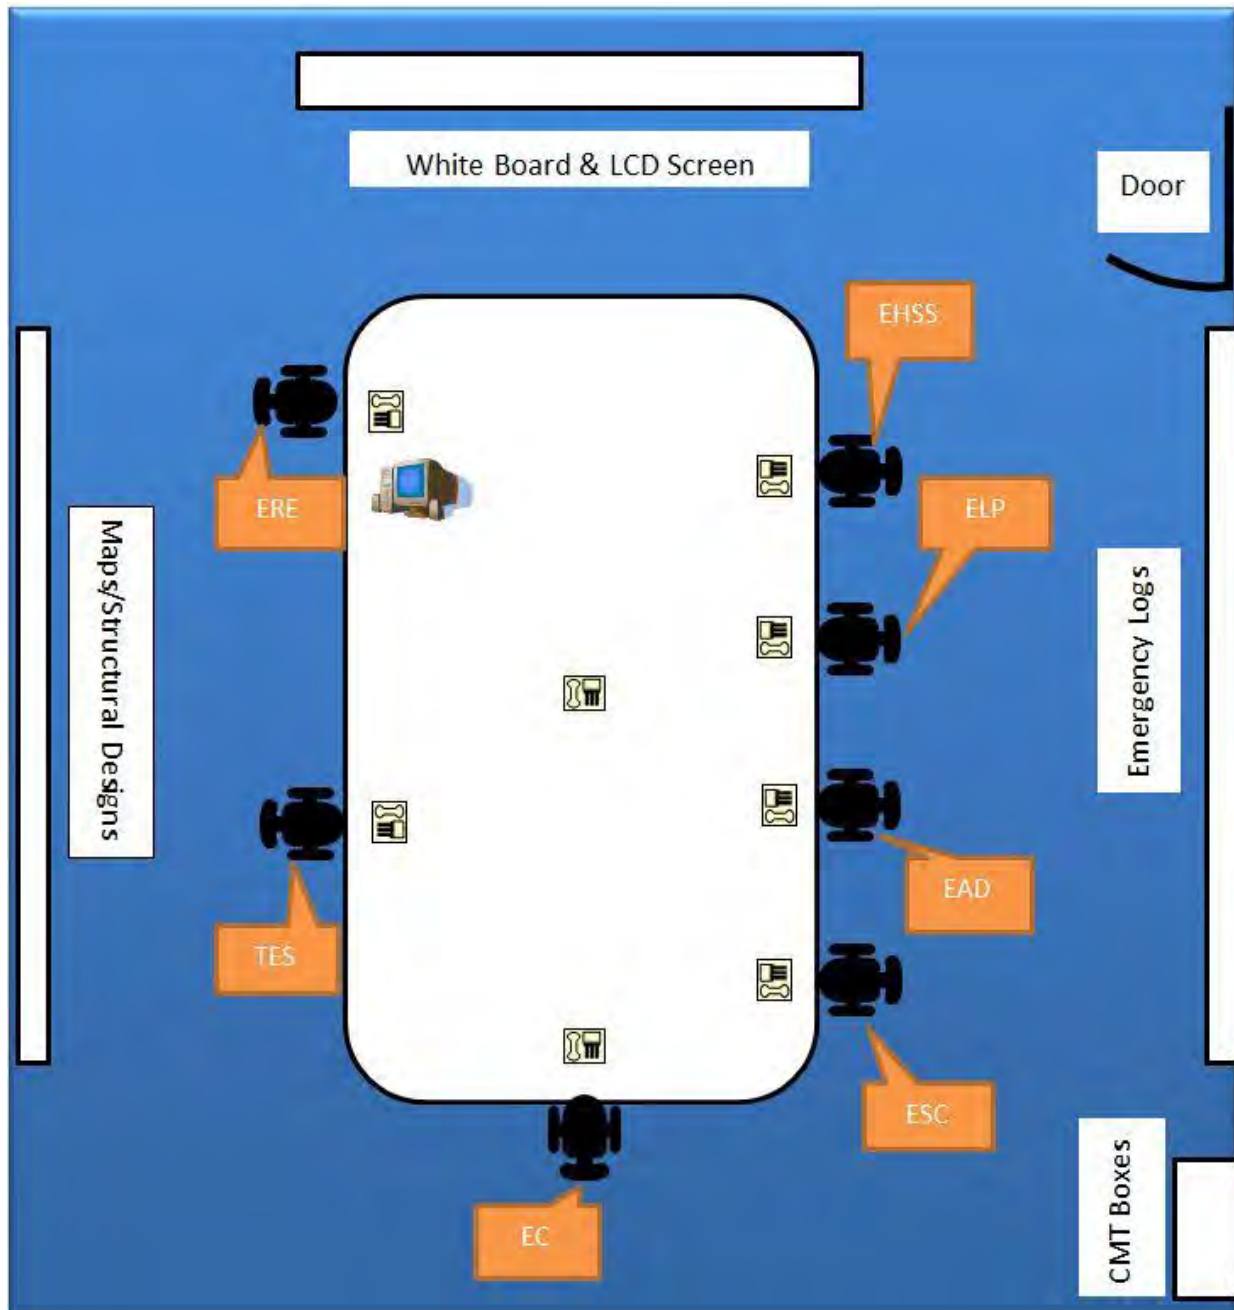 White Board & LCD Screen
Door
EHSS
ERE
ELP
Maps/Structural Designs
Emergency Logs
EAD
TES
ESC
EC
CMT Boxes